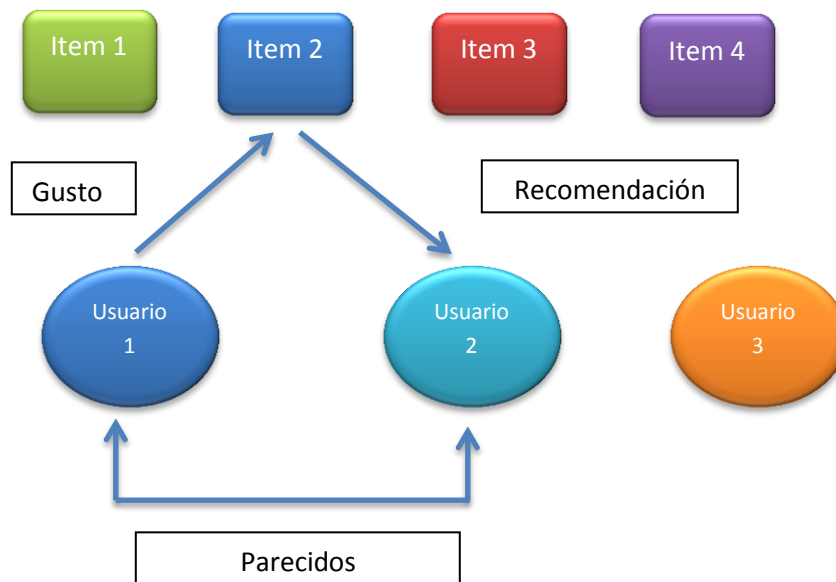 Item 1
Item 2
Item 3
Item 4
Gusto
Recomendación
Usuario
1
Usuario
2
Usuario
3
Parecidos